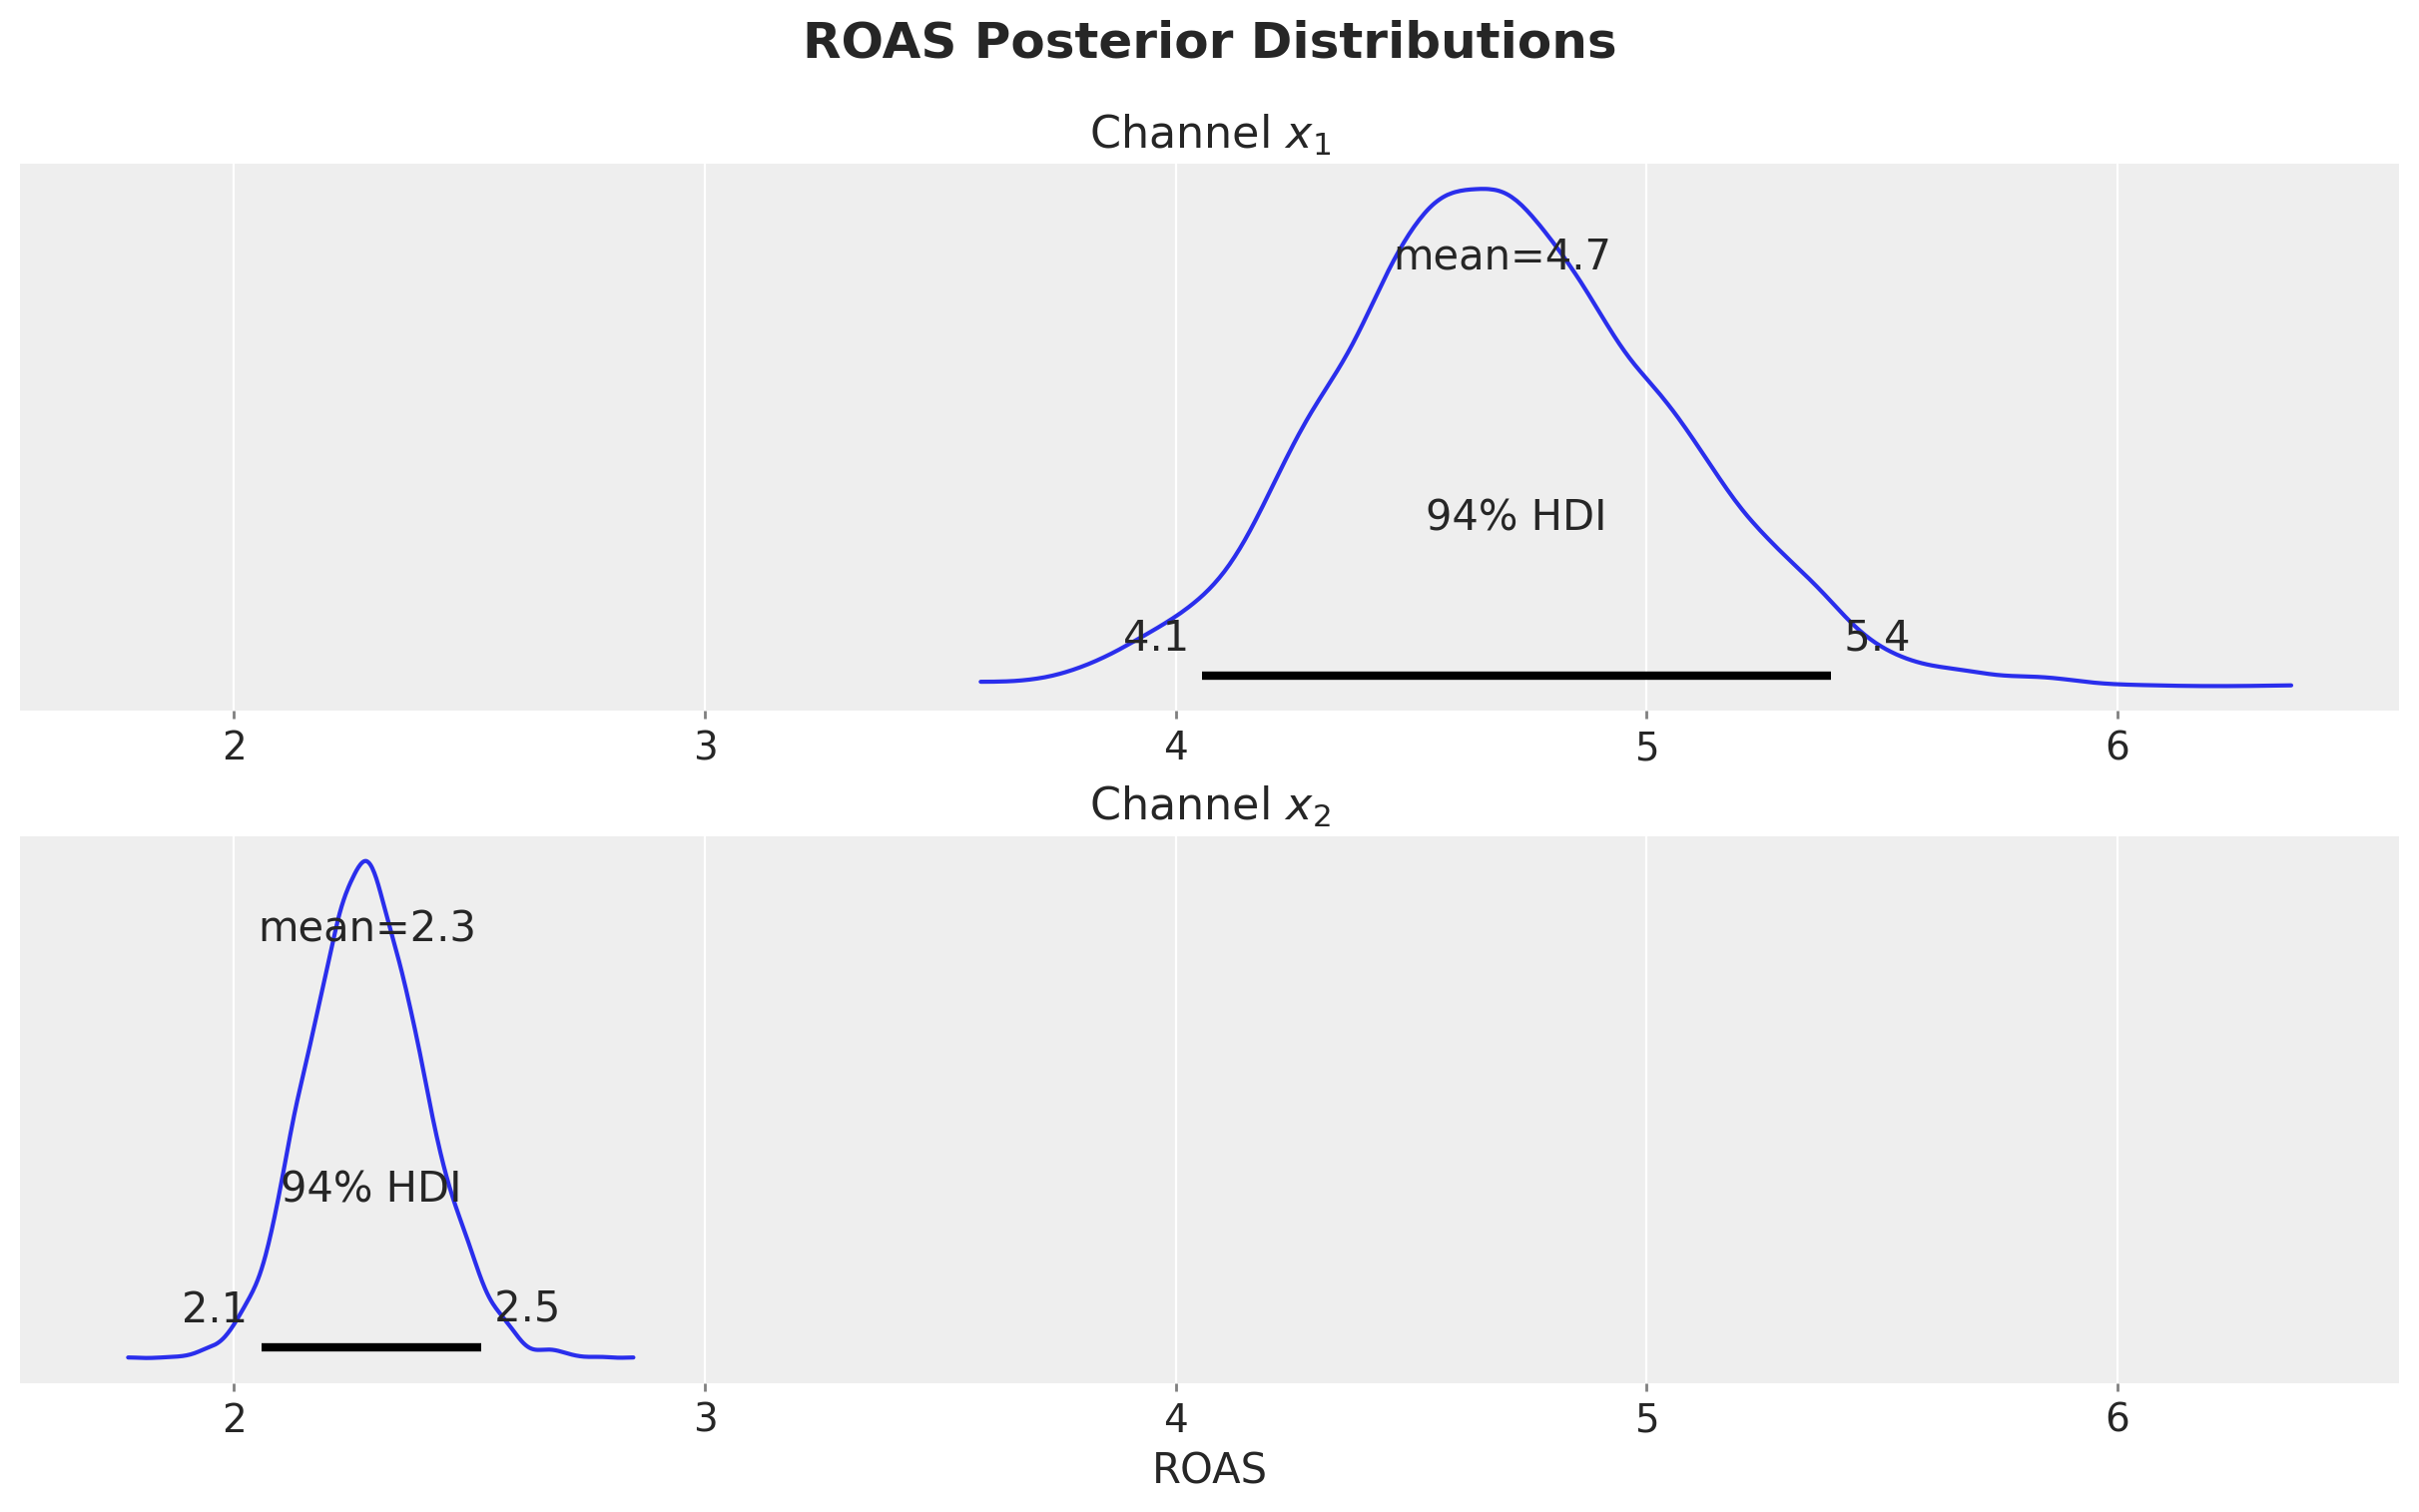 ROAS Posterior Distributions
Channel x₁
mean=4.7
94% HDI
4.1 5.4
2 3 4 5 6
Channel x₂
mean=2.3
94% HDI
2.1 2.5
2 3 4 5 6
ROAS